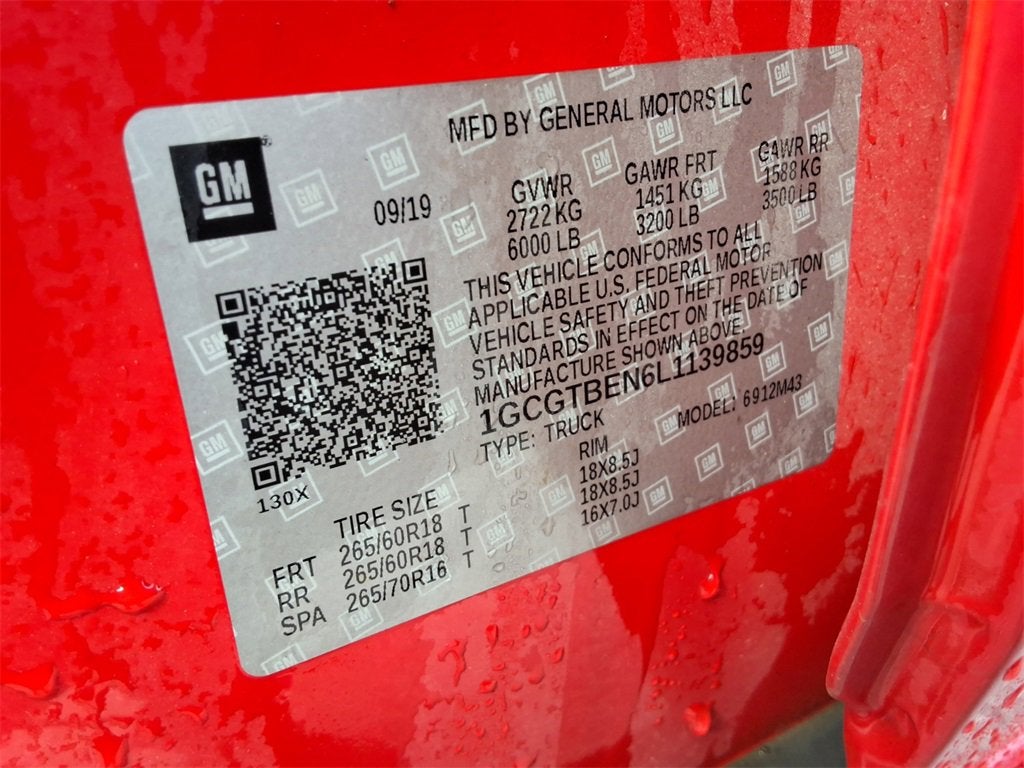 MFD BY GENERAL MOTORS LLC
GM
09/19
GVWR GAWR FRT GAWR RR
2722 KG 1451 KG 1588 KG
6000 LB 3200 LB 3500 LB
THIS VEHICLE CONFORMS TO ALL
APPLICABLE U.S. FEDERAL MOTOR
VEHICLE SAFETY AND THEFT PREVENTION
STANDARDS IN EFFECT ON THE DATE OF
MANUFACTURE SHOWN ABOVE.
1GCGTBEN6L1139859
TYPE: TRUCK MODEL: 6912M43
130X
TIRE SIZE RIM
FRT 265/60R18 T 18X8.5J
RR 265/60R18 T 18X8.5J
SPA 265/70R16 T 16X7.0J